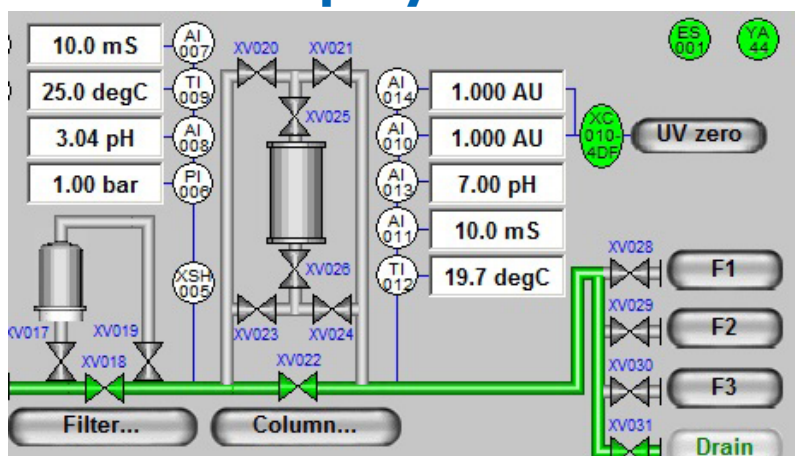 10.0 mS
AI 007
XV020
XV021
ES 001
YA 44
25.0 degC
TI 009
AI 014
1.000 AU
3.04 pH
AI 008
XV025
AI 010
1.000 AU
XC 010-4DF
UV zero
1.00 bar
PI 006
AI 013
7.00 pH
AI 011
10.0 mS
XSH 005
XV026
TI 012
19.7 degC
XV028
F1
XV029
F2
XV017
XV019
XV023
XV024
XV018
XV022
XV030
F3
Filter...
Column...
XV031
Drain